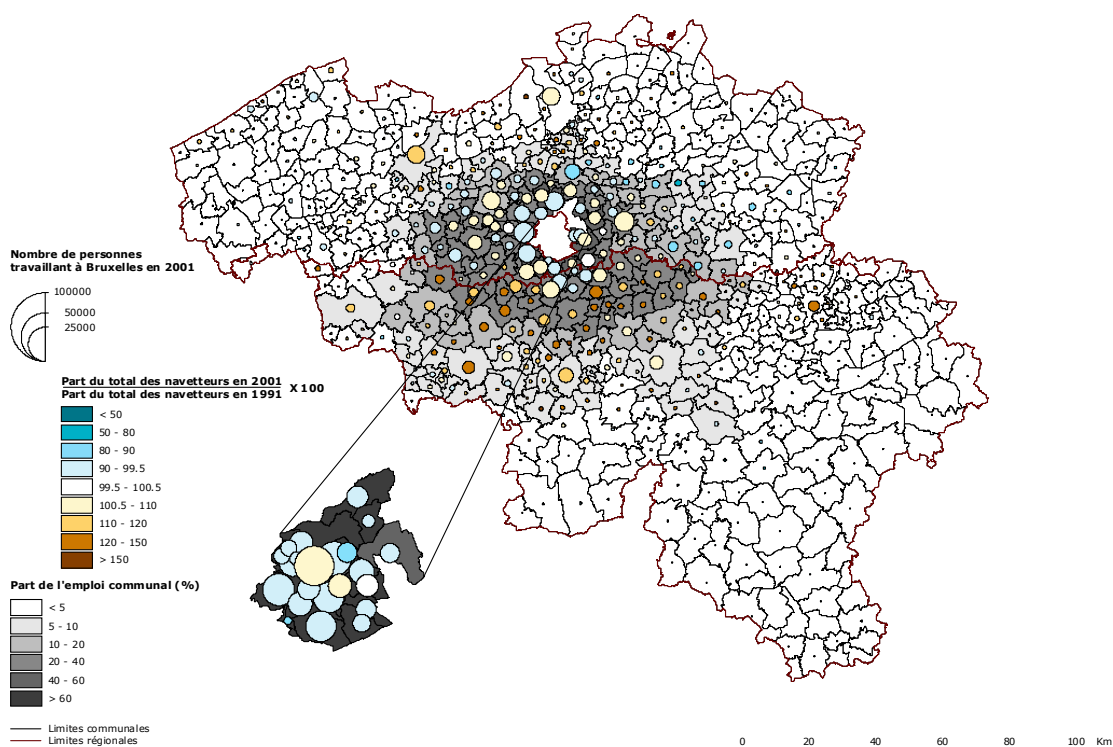 Nombre de personnes
travaillant à Bruxelles en 2001
100000
50000
25000
Part du total des navetteurs en 2001
X 100
Part du total des navetteurs en 1991
< 50
50 - 80
80 - 90
90 - 99.5
99.5 - 100.5
100.5 - 110
110 - 120
120 - 150
> 150
Part de l'emploi communal (%)
< 5
5 - 10
10 - 20
20 - 40
40 - 60
> 60
Limites communales
Limites régionales
0 20 40 60 80 100 Km